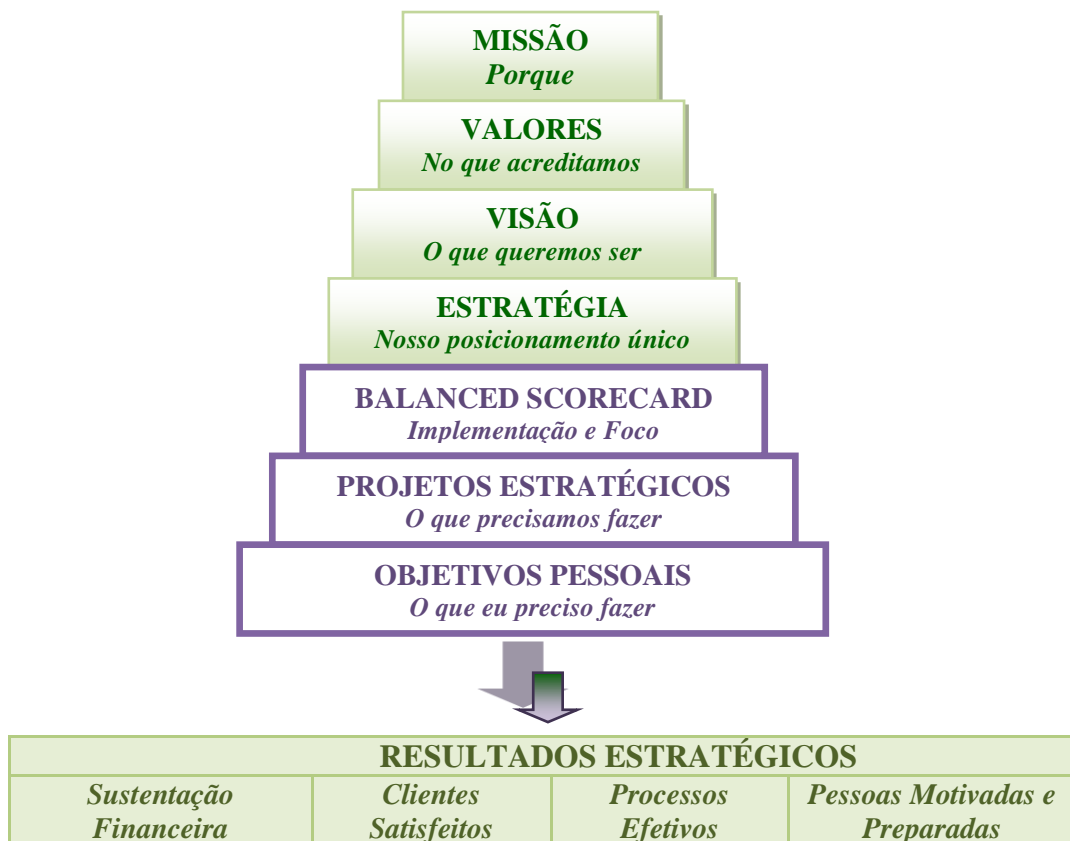 MISSÃO
Porque
VALORES
No que acreditamos
VISÃO
O que queremos ser
ESTRATÉGIA
Nosso posicionamento único
BALANCED SCORECARD
Implementação e Foco
PROJETOS ESTRATÉGICOS
O que precisamos fazer
OBJETIVOS PESSOAIS
O que eu preciso fazer
RESULTADOS ESTRATÉGICOS
Sustentação
Financeira
Clientes
Satisfeitos
Processos
Efetivos
Pessoas Motivadas e
Preparadas